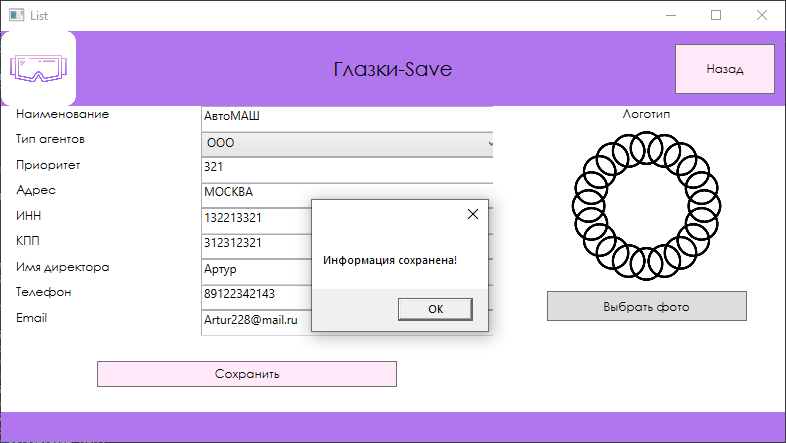 List
Глазки-Save
Назад
Наименование
АвтоМАШ
Логотип
Тип агентов
ООО
Приоритет
321
Адрес
МОСКВА
ИНН
132213321
КПП
312312321
Информация сохранена!
Имя директора
Артур
Телефон
89122342143
OK
Выбрать фото
Email
Artur228@mail.ru
Сохранить